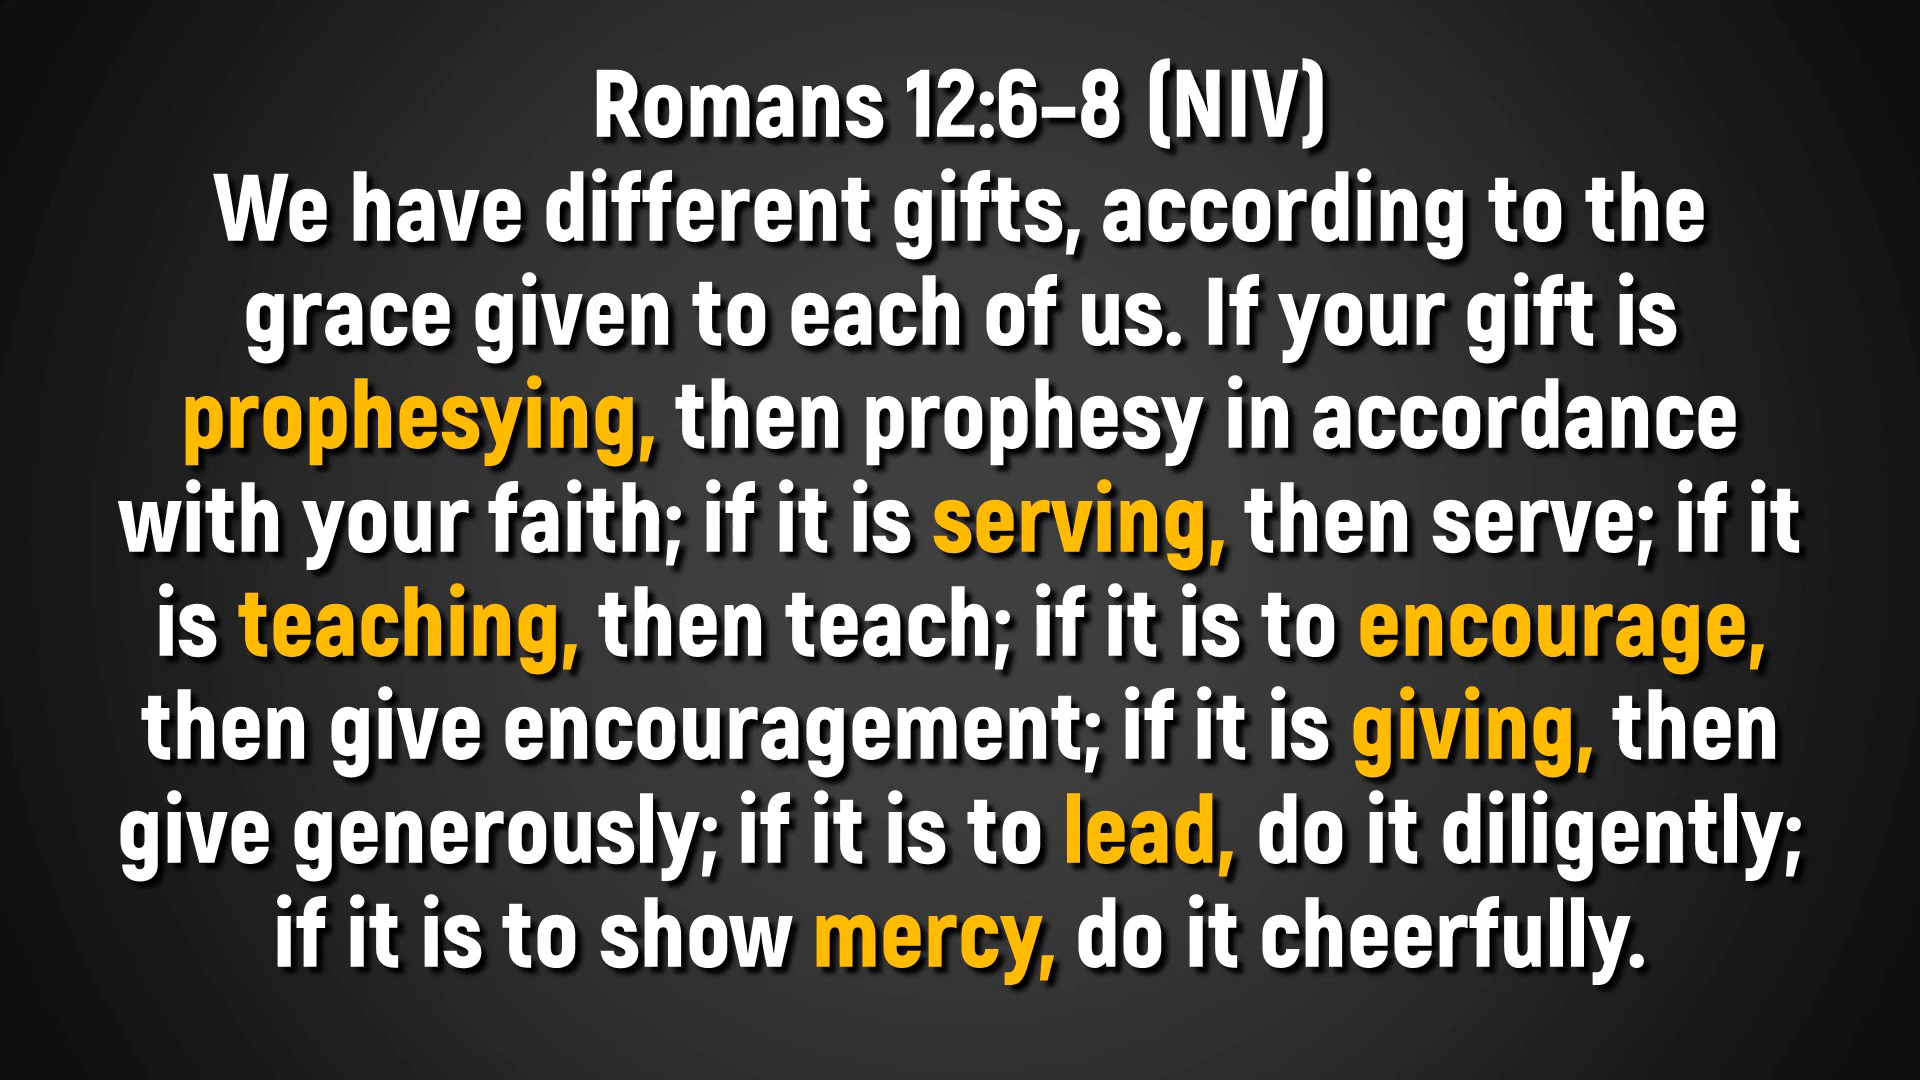 Romans 12:6–8 (NIV)
We have different gifts, according to the
grace given to each of us. If your gift is
prophesying, then prophesy in accordance
with your faith; if it is serving, then serve; if it
is teaching, then teach; if it is to encourage,
then give encouragement; if it is giving, then
give generously; if it is to lead, do it diligently;
if it is to show mercy, do it cheerfully.